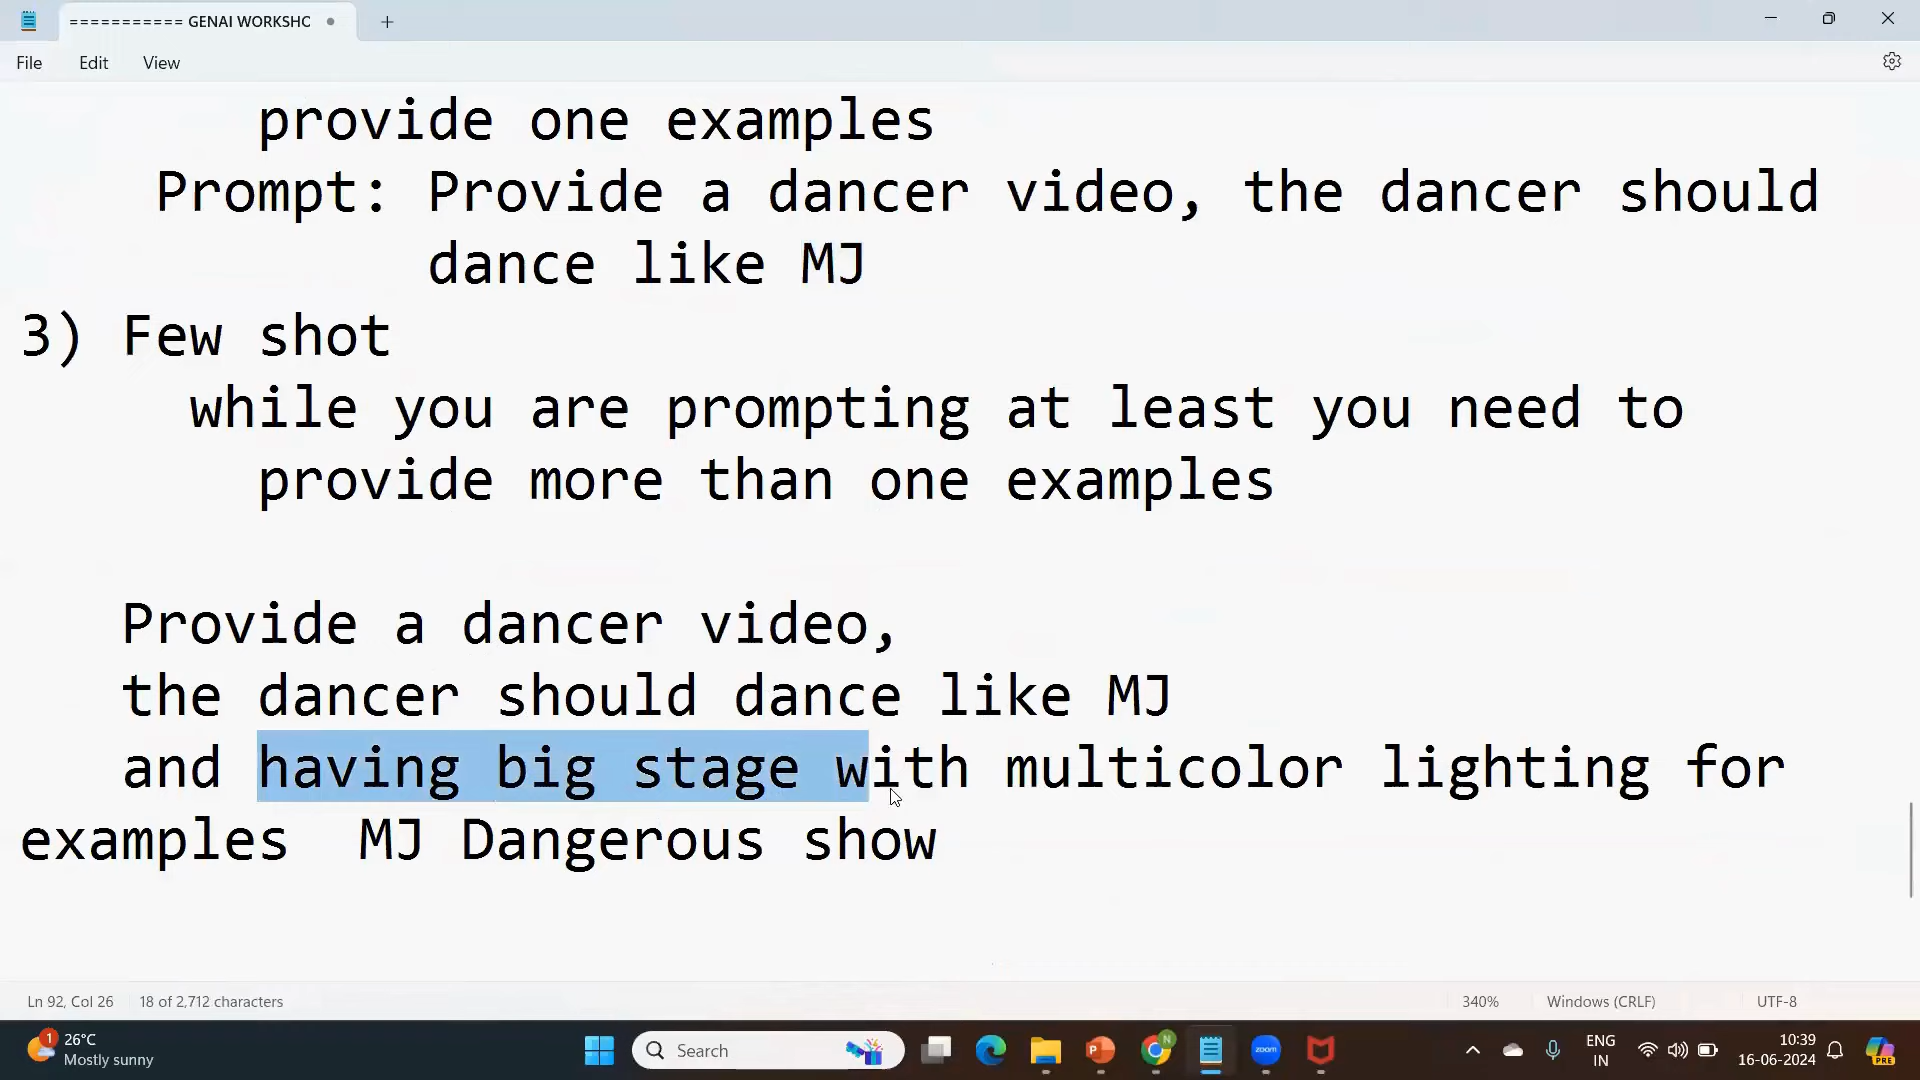 =========== GENAI WORKSHC
File Edit View
provide one examples
Prompt: Provide a dancer video, the dancer should
dance like MJ
3) Few shot
while you are prompting at least you need to
provide more than one examples
Provide a dancer video,
the dancer should dance like MJ
and having big stage with multicolor lighting for
examples  MJ Dangerous show
Ln 92, Col 26 18 of 2,712 characters 340% Windows (CRLF) UTF-8
1
26°C
Mostly sunny
Search
N
P
zoom
ENG
IN
10:39
16-06-2024
PRE